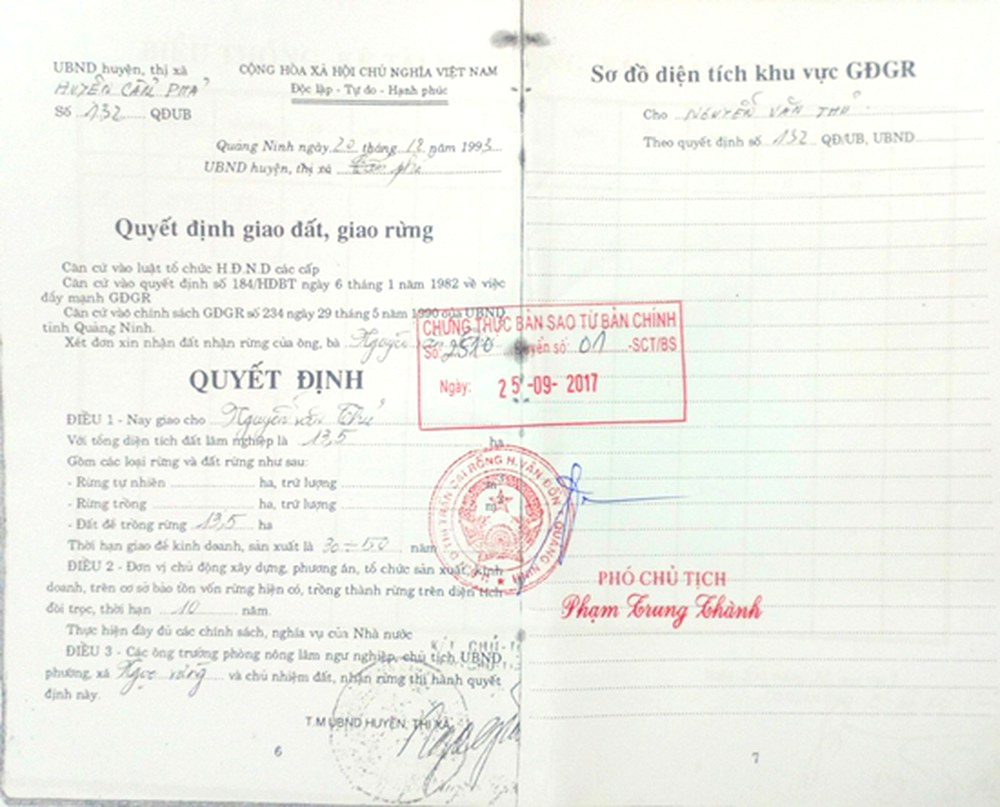 UBND huyện, thị xã
HUYỆN CẨM PHẢ
Số 132 QĐUB
CỘNG HÒA XÃ HỘI CHỦ NGHĨA VIỆT NAM
Độc lập - Tự do - Hạnh phúc
Quảng Ninh ngày 20 tháng 12 năm 1993
UBND huyện, thị xã Cẩm phả
Quyết định giao đất, giao rừng
Căn cứ vào luật tổ chức H.Đ.N.D các cấp
Căn cứ vào quyết định số 184/HDBT ngày 6 tháng 1 năm 1982 về việc
đẩy mạnh GĐGR
Căn cứ vào chính sách GĐGR số 234 ngày 29 tháng 5 năm 1990 của UBND
tỉnh Quảng Ninh.
Xét đơn xin nhận đất nhận rừng của ông, bà Nguyễn
QUYẾT ĐỊNH
ĐIỀU 1 - Nay giao cho Nguyễn văn Thử
Với tổng diện tích đất lâm nghiệp là 13,5 ha
Gồm các loại rừng và đất rừng như sau:
- Rừng tự nhiên ha, trữ lượng
- Rừng trồng ha, trữ lượng
- Đất để trồng rừng 13,5 ha
Thời hạn giao để kinh doanh, sản xuất là 30 ÷ 50 năm
ĐIỀU 2 - Đơn vị chủ động xây dựng, phương án, tổ chức sản xuất, kinh
doanh, trên cơ sở bảo tồn vốn rừng hiện có, trồng thành rừng trên diện tích
đồi trọc, thời hạn 10 năm.
Thực hiện đầy đủ các chính sách, nghĩa vụ của Nhà nước
ĐIỀU 3 - Các ông trưởng phòng nông lâm ngư nghiệp, chủ tịch UBND
phường, xã Ngọc vừng và chủ nhiệm đất, nhận rừng thi hành quyết
định này.
T.M UBND HUYỆN, THỊ XÃ
6
Sơ đồ diện tích khu vực GĐGR
Cho NGUYỄN VĂN THỬ
Theo quyết định số 132 QĐ/UB, UBND
CHỨNG THỰC BẢN SAO TỪ BẢN CHÍNH
Số 2510 Quyển số 01 -SCT/BS
Ngày: 25-09-2017
THỊ TRẤN CÁI RỒNG H.VÂN ĐỒN - QUẢNG NINH
PHÓ CHỦ TỊCH
Phạm Trung Thành
7